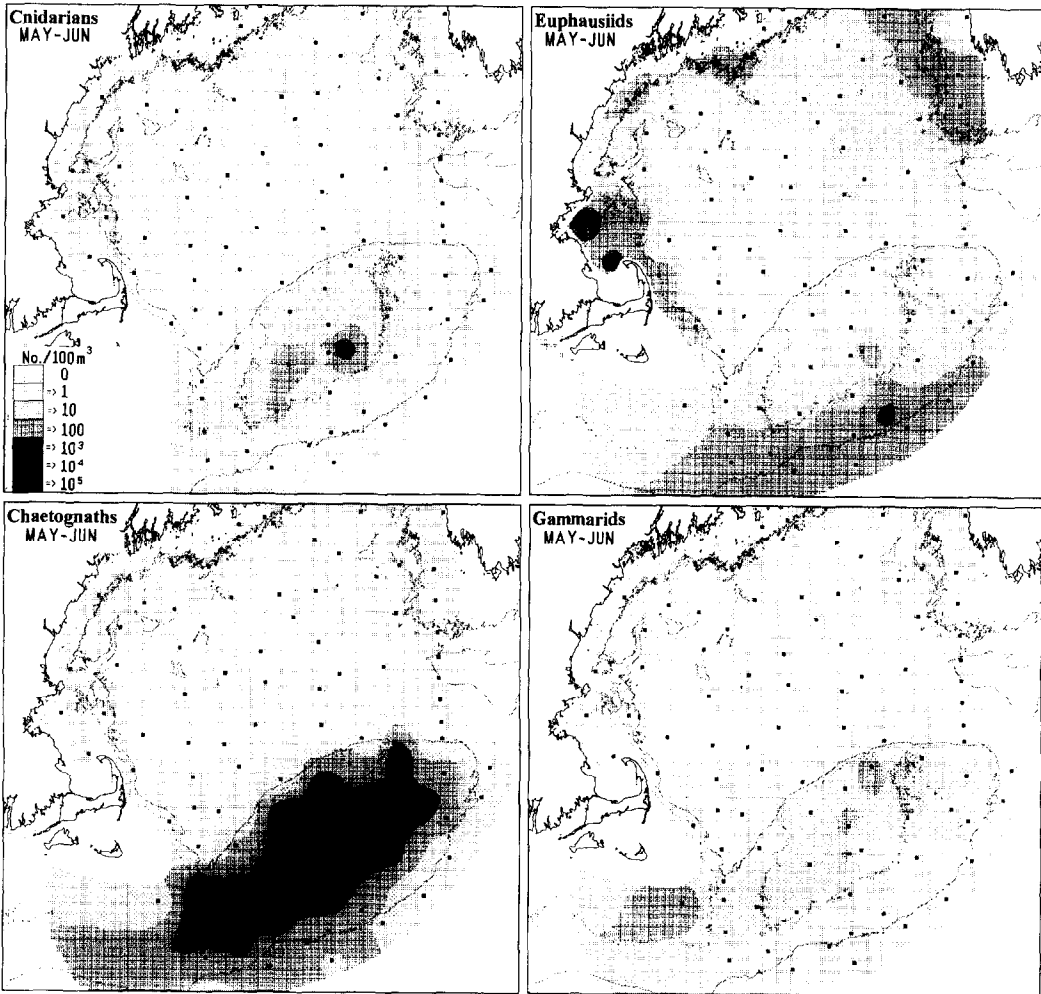 Cnidarians
MAY-JUN
Euphausiids
MAY-JUN
No./100m³
0
=> 1
=> 10
=> 100
=> 10³
=> 10⁴
=> 10⁵
Chaetognaths
MAY-JUN
Gammarids
MAY-JUN